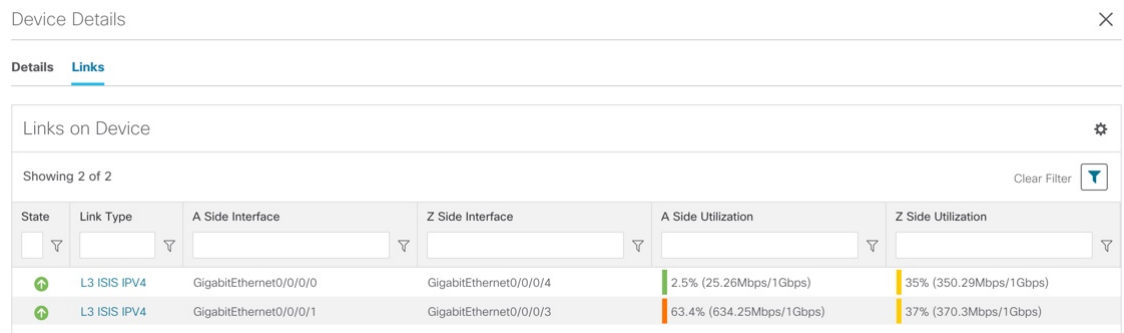 Device Details
Details Links
Links on Device
Showing 2 of 2
Clear Filter
State Link Type A Side Interface Z Side Interface A Side Utilization Z Side Utilization
L3 ISIS IPV4 GigabitEthernet0/0/0/0 GigabitEthernet0/0/0/4 2.5% (25.26Mbps/1Gbps) 35% (350.29Mbps/1Gbps)
L3 ISIS IPV4 GigabitEthernet0/0/0/1 GigabitEthernet0/0/0/3 63.4% (634.25Mbps/1Gbps) 37% (370.3Mbps/1Gbps)